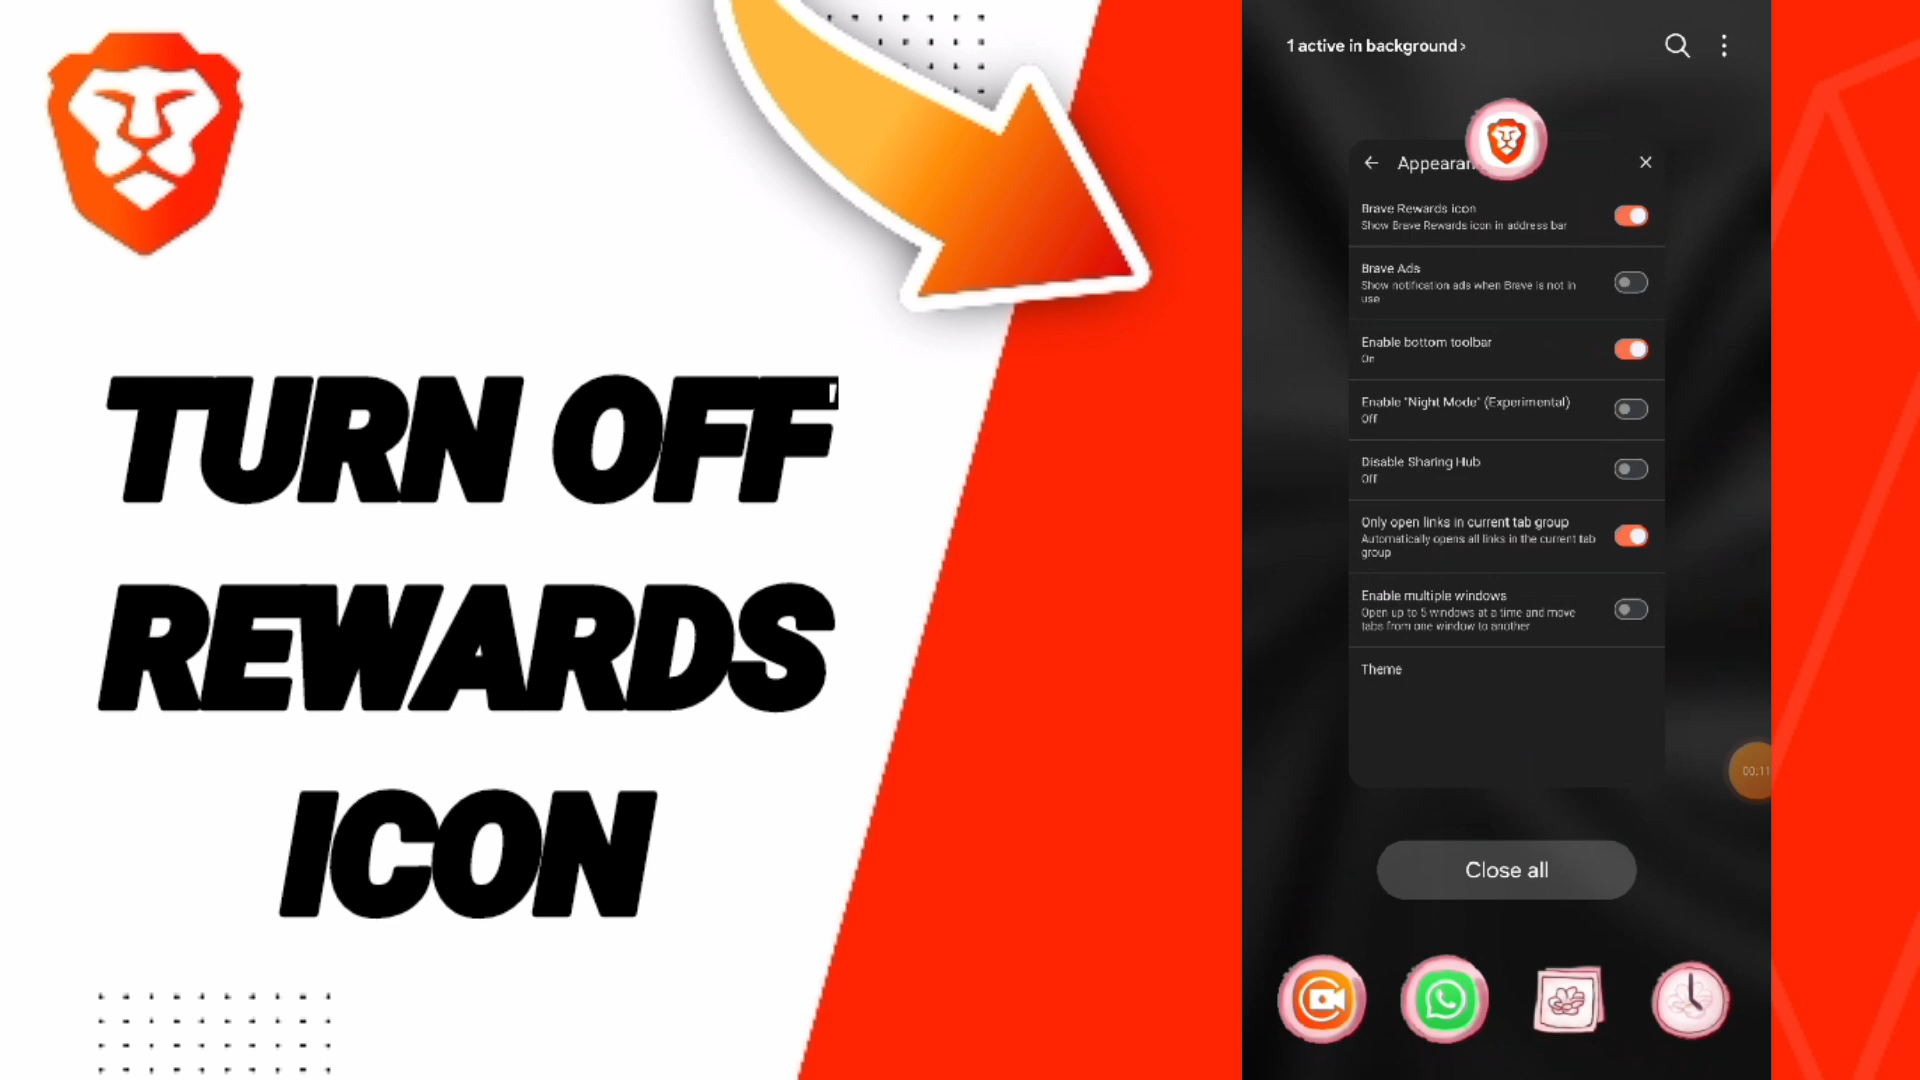 TURN OFF
REWARDS
ICON
1 active in background >
Brave Rewards icon
Show Brave Rewards icon in address bar
Brave Ads
Show notification ads when Brave is not in
use
Enable bottom toolbar
On
Enable "Night Mode" (Experimental)
Off
Disable Sharing Hub
Off
Only open links in current tab group
Automatically opens all links in the current tab
group
Enable multiple windows
Open up to 5 windows at a time and move
tabs from one window to another
Theme
00:11
Close all